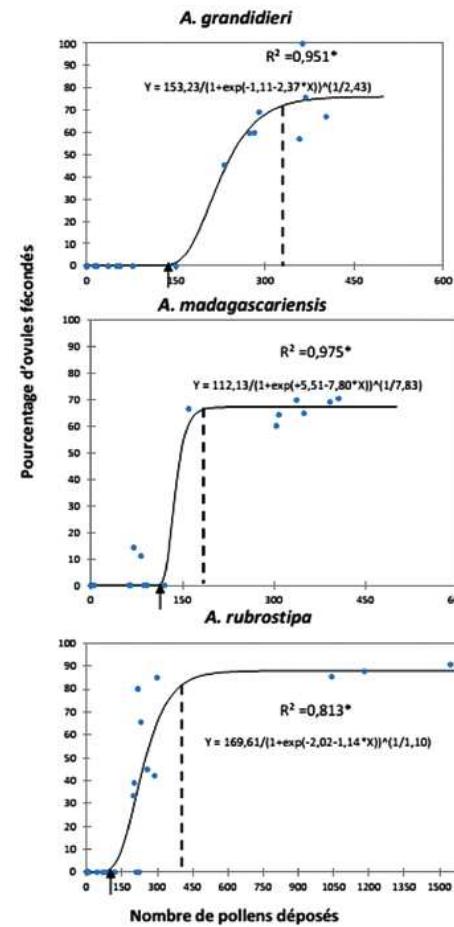 A. grandidieri
100
90
80
70
60
50
40
30
20
10
0
R² =0,951*
Y = 153,23/(1+exp(-1,11-2,37*X))^(1/2,43)
0 150 300 450 600
A. madagascariensis
100
90
80
70
60
50
40
30
20
10
0
R² =0,975*
Y = 112,13/(1+exp(+5,51-7,80*X))^(1/7,83)
0 150 300 450
A. rubrostipa
100
90
80
70
60
50
40
30
20
10
0
R² =0,813*
Y = 169,61/(1+exp(-2,02-1,14*X))^(1/1,10)
0 150 300 450 600 750 900 1050 1200 1350 1500
Pourcentage d'ovules fécondés
Nombre de pollens déposés